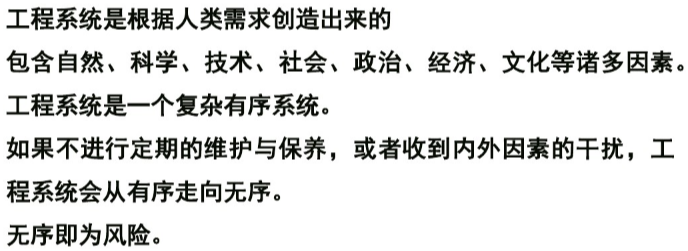 工程系统是根据人类需求创造出来的
包含自然、科学、技术、社会、政治、经济、文化等诸多因素。
工程系统是一个复杂有序系统。
如果不进行定期的维护与保养，或者收到内外因素的干扰，工
程系统会从有序走向无序。
无序即为风险。